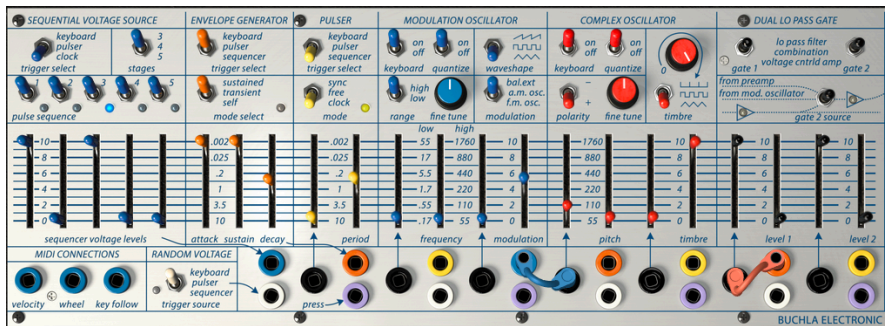 SEQUENTIAL VOLTAGE SOURCE
keyboard
pulser
clock
trigger select
3
4
5
stages
1 2 3 4 5
pulse sequence
ENVELOPE GENERATOR
keyboard
pulser
sequencer
trigger select
sustained
transient
self
mode select
PULSER
keyboard
pulser
sequencer
trigger select
sync
free
clock
mode
MODULATION OSCILLATOR
on
off
keyboard
on
off
quantize
waveshape
high
low
range
fine tune
bal.ext
a.m. osc.
f.m. osc.
modulation
COMPLEX OSCILLATOR
on
off
keyboard
on
off
quantize
0
−
+
polarity
fine tune
timbre
DUAL LO PASS GATE
gate 1
lo pass filter
combination
voltage cntrld amp
gate 2
from preamp
from mod. oscillator
gate 2 source
10
8
6
4
2
0
sequencer voltage levels
.002
.025
.2
1
3.5
10
attack sustain decay
.002
.025
.2
1
3.5
10
period
low high
55 1760
17 880
5.5 440
1.7 220
.55 110
.17 55
frequency
10
8
6
4
2
0
modulation
1760
880
440
220
110
55
pitch
10
8
6
4
2
0
timbre
10
8
6
4
2
0
level 1
10
8
6
4
2
0
level 2
MIDI CONNECTIONS
velocity wheel key follow
RANDOM VOLTAGE
keyboard
pulser
sequencer
trigger source
press
BUCHLA ELECTRONIC